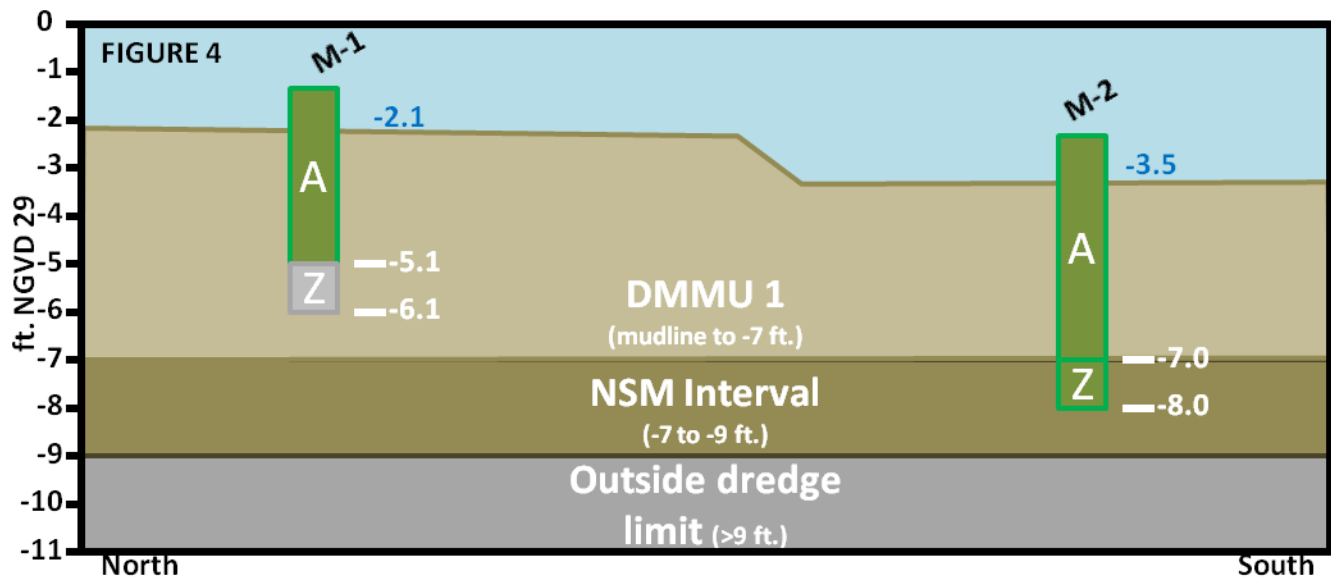 0
-1
-2
-3
-4
-5
-6
-7
-8
-9
-10
-11
ft. NGVD 29
FIGURE 4
M-1
-2.1
A
Z
-5.1
-6.1
M-2
-3.5
A
Z
-7.0
-8.0
DMMU 1
(mudline to -7 ft.)
NSM Interval
(-7 to -9 ft.)
Outside dredge
limit (>9 ft.)
North
South